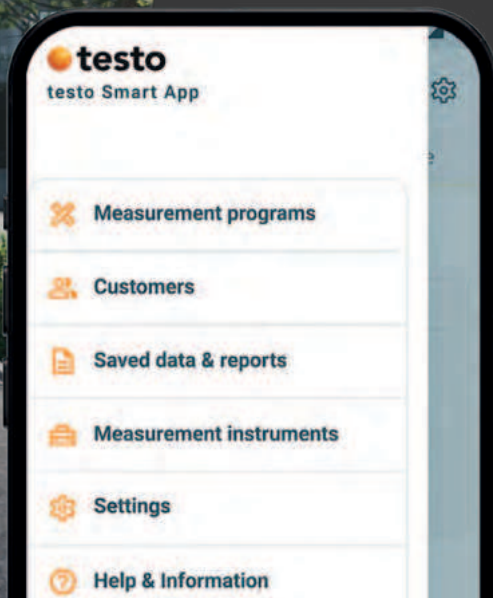 testo
testo Smart App
Measurement programs
Customers
Saved data & reports
Measurement instruments
Settings
Help & Information